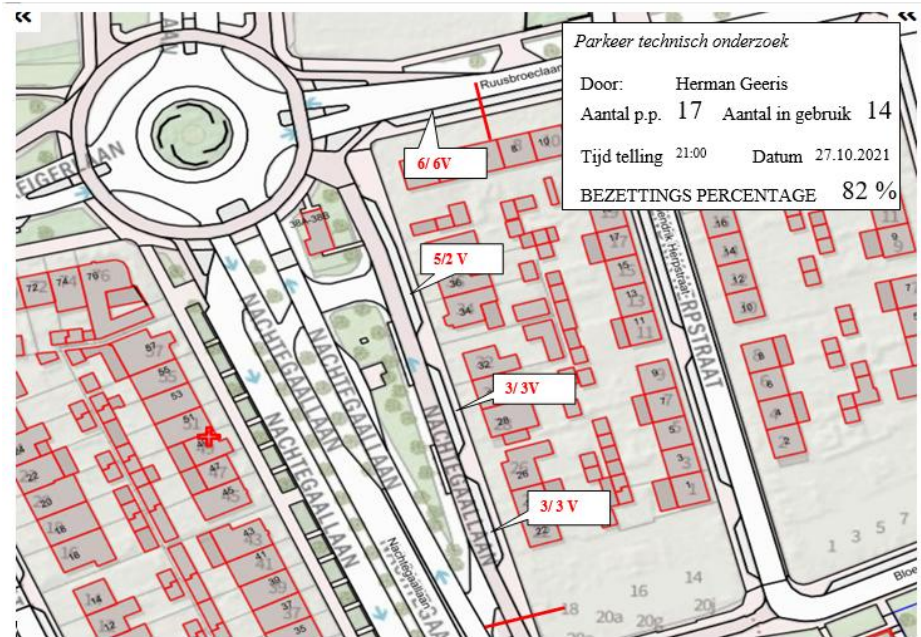 Parkeer technisch onderzoek
Door: Herman Geeris
Aantal p.p. 17 Aantal in gebruik 14
Tijd telling 21:00 Datum 27.10.2021
BEZETTINGS PERCENTAGE 82 %
Ruusbroeclaan
6/ 6V
8 10
38A-38B
5/2 V
36
34
72 74 76
57
55
53
51
49
47
45
43
41
39
37
35
NACHTEGAALLAAN
NACHTEGAALLAAN
NACHTEGAALLAAN
NACHTEGAALLAAN
Nachtegaallaan
32
3/ 3V
28
26
3/ 3 V
22
17
15
13
11
9
7
5
3
1
16
14
12
10
8
6
4
2
22
20
18
16
14
12
1 3 5 7
16 14
18 20a 20g 20j